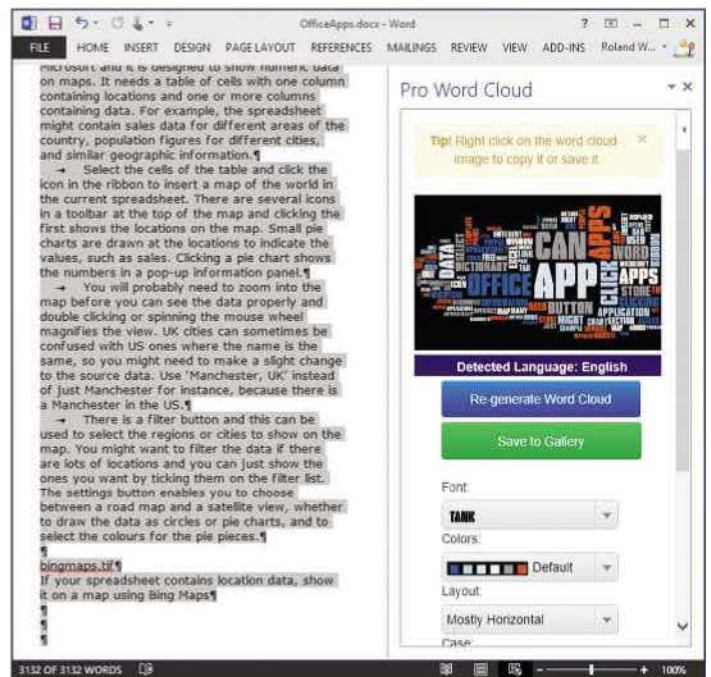 OfficeApps.docx - Word
FILE HOME INSERT DESIGN PAGE LAYOUT REFERENCES MAILINGS REVIEW VIEW ADD-INS Roland W...
Microsoft and it is designed to show numeric data
on maps. It needs a table of cells with one column
containing locations and one or more columns
containing data. For example, the spreadsheet
might contain sales data for different areas of the
country, population figures for different cities,
and similar geographic information.¶
→ Select the cells of the table and click the
icon in the ribbon to insert a map of the world in
the current spreadsheet. There are several icons
in a toolbar at the top of the map and clicking the
first shows the locations on the map. Small pie
charts are drawn at the locations to indicate the
values, such as sales. Clicking a pie chart shows
the numbers in a pop-up information panel.¶
→ You will probably need to zoom into the
map before you can see the data properly and
double clicking or spinning the mouse wheel
magnifies the view. UK cities can sometimes be
confused with US ones where the name is the
same, so you might need to make a slight change
to the source data. Use 'Manchester, UK' instead
of just Manchester for instance, because there is
a Manchester in the US.¶
→ There is a filter button and this can be
used to select the regions or cities to show on the
map. You might want to filter the data if there
are lots of locations and you can just show the
ones you want by ticking them on the filter list.
The settings button enables you to choose
between a road map and a satellite view, whether
to draw the data as circles or pie charts, and to
select the colours for the pie pieces.¶
¶
bingmaps.tif¶
If your spreadsheet contains location data, show
it on a map using Bing Maps¶
¶
¶
¶
Pro Word Cloud
Tip! Right click on the word cloud
image to copy it or save it.
DATA
DICTIONARY
OFFICE
CAN
APP
BUTTON
MIGHT
APPS
CLICK
WORD
APPS
STORE
CLICKING
APPLICATION
SECTION
EXCEL
Detected Language: English
Re-generate Word Cloud
Save to Gallery
Font:
TANK
Colors:
Default
Layout:
Mostly Horizontal
Case:
3132 OF 3132 WORDS
100%